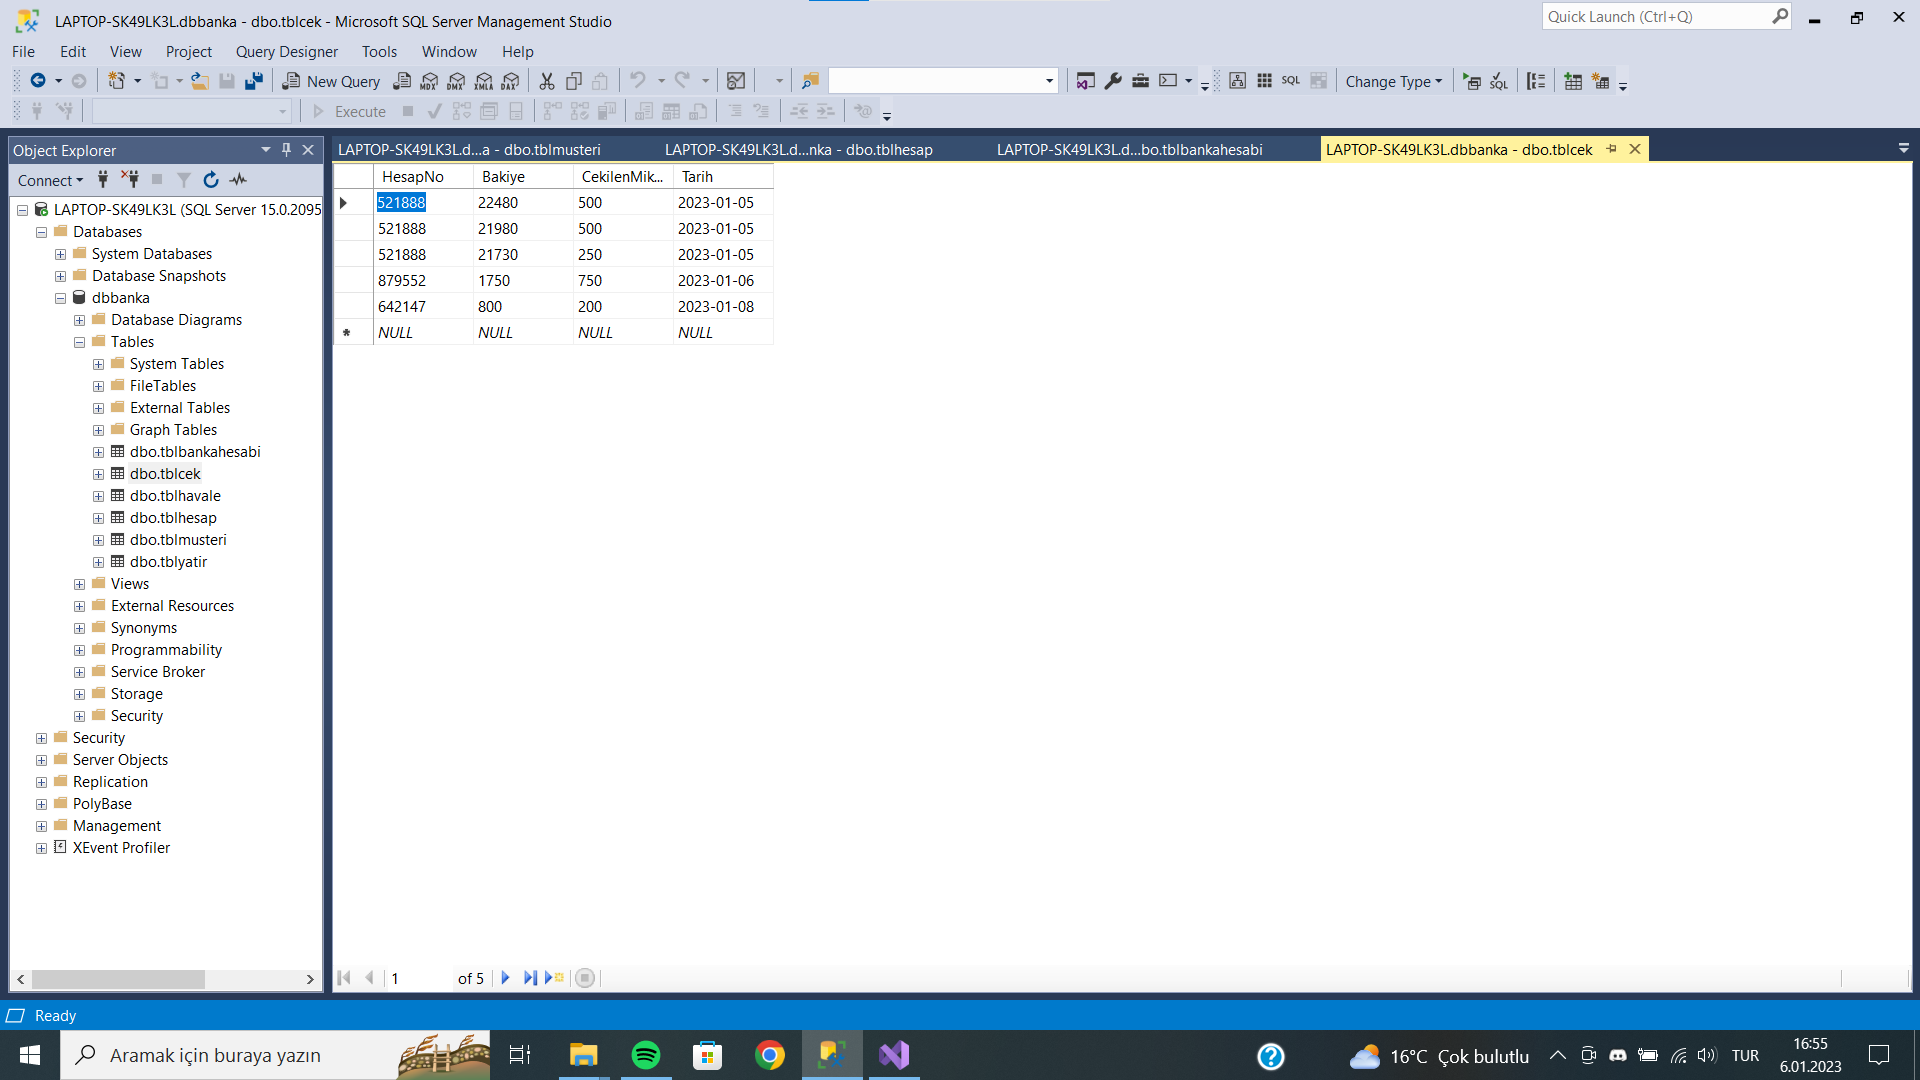 LAPTOP-SK49LK3L.dbbanka - dbo.tblcek - Microsoft SQL Server Management Studio
Quick Launch (Ctrl+Q)
File Edit View Project Query Designer Tools Window Help
New Query MDX DMX XMLA DAX SQL Change Type SQL
Execute
Object Explorer
LAPTOP-SK49LK3L.d...a - dbo.tblmusteri LAPTOP-SK49LK3L.d...nka - dbo.tblhesap LAPTOP-SK49LK3L.d...bo.tblbankahesabi LAPTOP-SK49LK3L.dbbanka - dbo.tblcek
Connect
LAPTOP-SK49LK3L (SQL Server 15.0.2095
Databases
System Databases
Database Snapshots
dbbanka
Database Diagrams
Tables
System Tables
FileTables
External Tables
Graph Tables
dbo.tblbankahesabi
dbo.tblcek
dbo.tblhavale
dbo.tblhesap
dbo.tblmusteri
dbo.tblyatir
Views
External Resources
Synonyms
Programmability
Service Broker
Storage
Security
Security
Server Objects
Replication
PolyBase
Management
XEvent Profiler
HesapNo Bakiye CekilenMik... Tarih
521888 22480 500 2023-01-05
521888 21980 500 2023-01-05
521888 21730 250 2023-01-05
879552 1750 750 2023-01-06
642147 800 200 2023-01-08
NULL NULL NULL NULL
1 of 5
Ready
Aramak için buraya yazın
16°C Çok bulutlu
TUR
16:55
6.01.2023